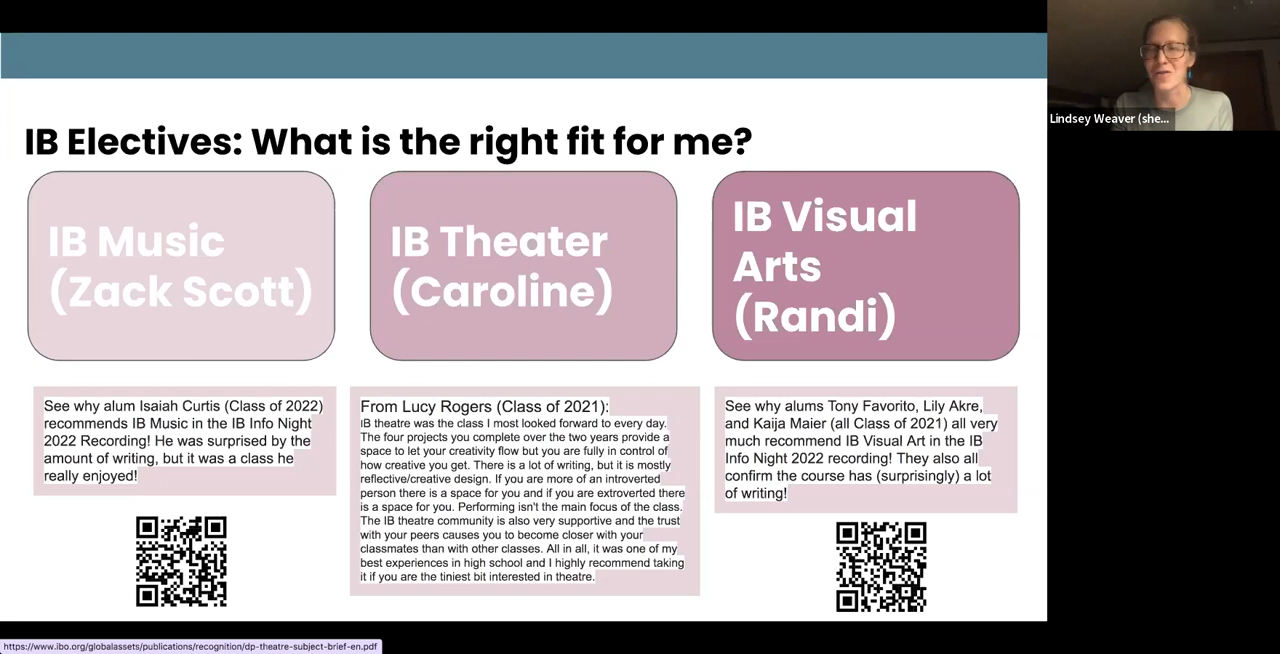 IB Electives: What is the right fit for me?
IB Music
(Zack Scott)
IB Theater
(Caroline)
IB Visual
Arts
(Randi)
See why alum Isaiah Curtis (Class of 2022)
recommends IB Music in the IB Info Night
2022 Recording! He was surprised by the
amount of writing, but it was a class he
really enjoyed!
From Lucy Rogers (Class of 2021):
IB theatre was the class I most looked forward to every day.
The four projects you complete over the two years provide a
space to let your creativity flow but you are fully in control of
how creative you get. There is a lot of writing, but it is mostly
reflective/creative design. If you are more of an introverted
person there is a space for you and if you are extroverted there
is a space for you. Performing isn't the main focus of the class.
The IB theatre community is also very supportive and the trust
with your peers causes you to become closer with your
classmates than with other classes. All in all, it was one of my
best experiences in high school and I highly recommend taking
it if you are the tiniest bit interested in theatre.
See why alums Tony Favorito, Lily Akre,
and Kaija Maier (all Class of 2021) all very
much recommend IB Visual Art in the IB
Info Night 2022 recording! They also all
confirm the course has (surprisingly) a lot
of writing!
Lindsey Weaver (she...
https://www.ibo.org/globalassets/publications/recognition/dp-theatre-subject-brief-en.pdf